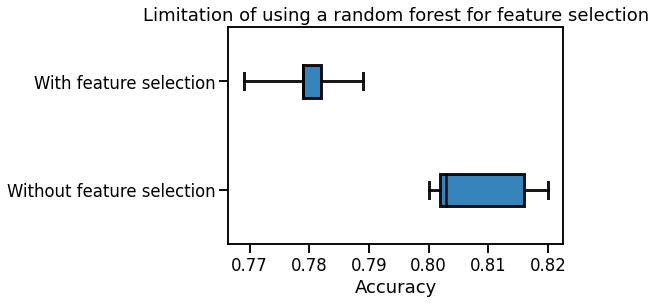 Limitation of using a random forest for feature selection
With feature selection
Without feature selection
0.77 0.78 0.79 0.80 0.81 0.82
Accuracy